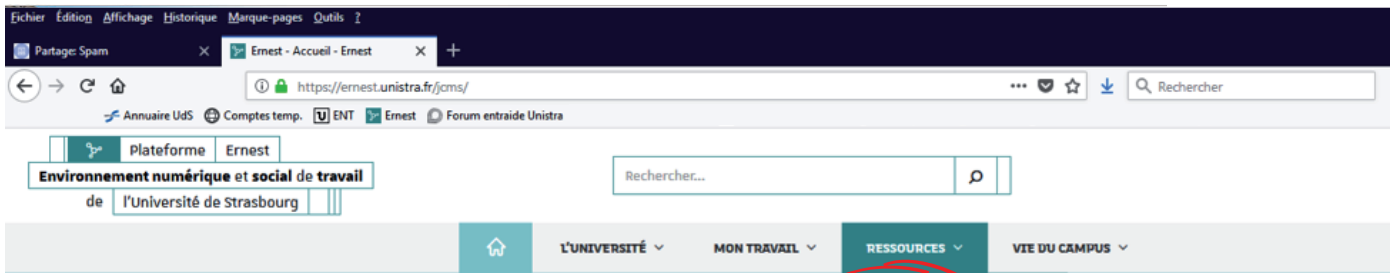 Fichier Édition Affichage Historique Marque-pages Outils ?
Partage: Spam Ernest - Accueil - Ernest
https://ernest.unistra.fr/jcms/ Rechercher
Annuaire UdS Comptes temp. ENT Ernest Forum entraide Unistra
Plateforme Ernest
Environnement numérique et social de travail
de l'Université de Strasbourg
Rechercher...
L'UNIVERSITÉ MON TRAVAIL RESSOURCES VIE DU CAMPUS